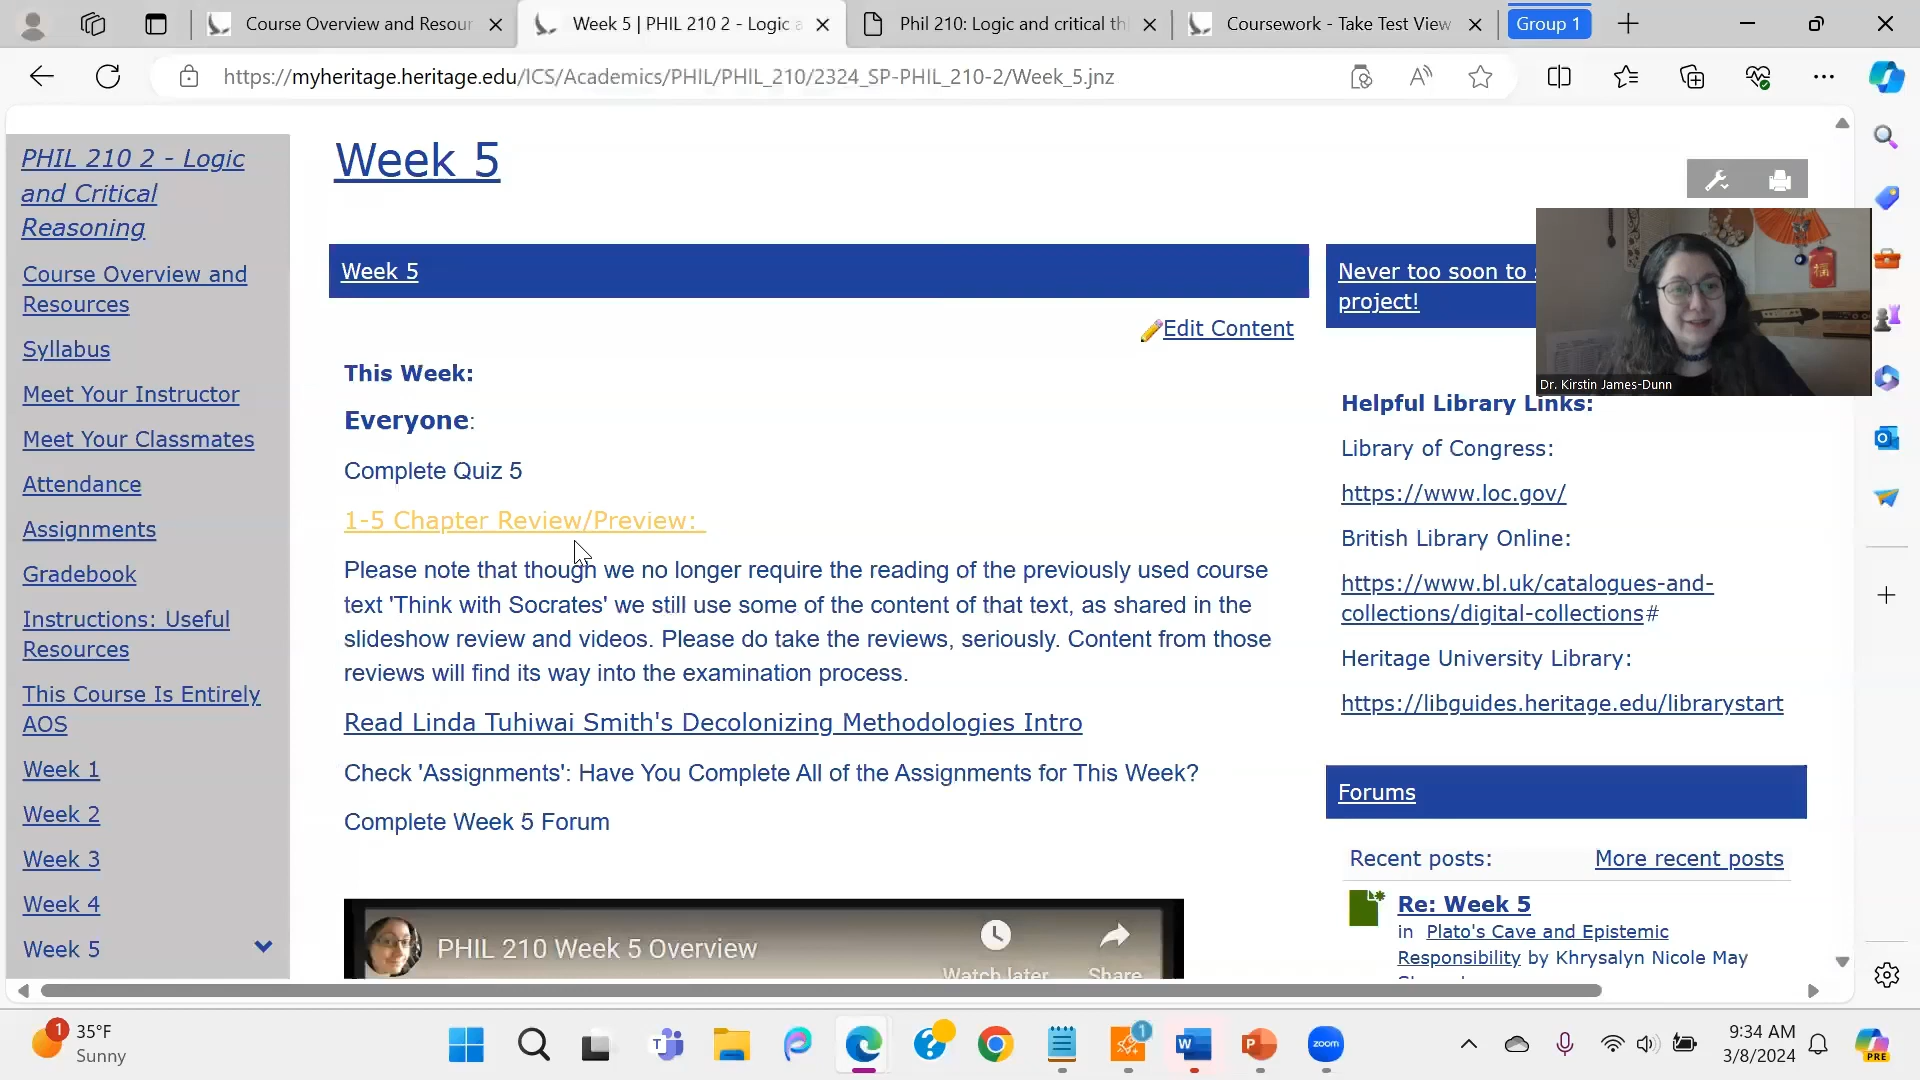 Course Overview and Resour
Week 5 | PHIL 210 2 - Logic a
Phil 210: Logic and critical th
Coursework - Take Test View
Group 1
https://myheritage.heritage.edu/ICS/Academics/PHIL/PHIL_210/2324_SP-PHIL_210-2/Week_5.jnz
PHIL 210 2 - Logic
and Critical
Reasoning
Course Overview and
Resources
Syllabus
Meet Your Instructor
Meet Your Classmates
Attendance
Assignments
Gradebook
Instructions: Useful
Resources
This Course Is Entirely
AOS
Week 1
Week 2
Week 3
Week 4
Week 5
Week 5
Week 5
Edit Content
This Week:
Everyone:
Complete Quiz 5
1-5 Chapter Review/Preview:
Please note that though we no longer require the reading of the previously used course
text 'Think with Socrates' we still use some of the content of that text, as shared in the
slideshow review and videos. Please do take the reviews, seriously. Content from those
reviews will find its way into the examination process.
Read Linda Tuhiwai Smith's Decolonizing Methodologies Intro
Check 'Assignments': Have You Complete All of the Assignments for This Week?
Complete Week 5 Forum
PHIL 210 Week 5 Overview
Watch later
Share
Never too soon to
project!
Dr. Kirstin James-Dunn
福
Helpful Library Links:
Library of Congress:
https://www.loc.gov/
British Library Online:
https://www.bl.uk/catalogues-and-
collections/digital-collections#
Heritage University Library:
https://libguides.heritage.edu/librarystart
Forums
Recent posts:
More recent posts
Re: Week 5
in Plato's Cave and Epistemic
Responsibility by Khrysalyn Nicole May
1
35°F
Sunny
1
zoom
9:34 AM
3/8/2024
PRE